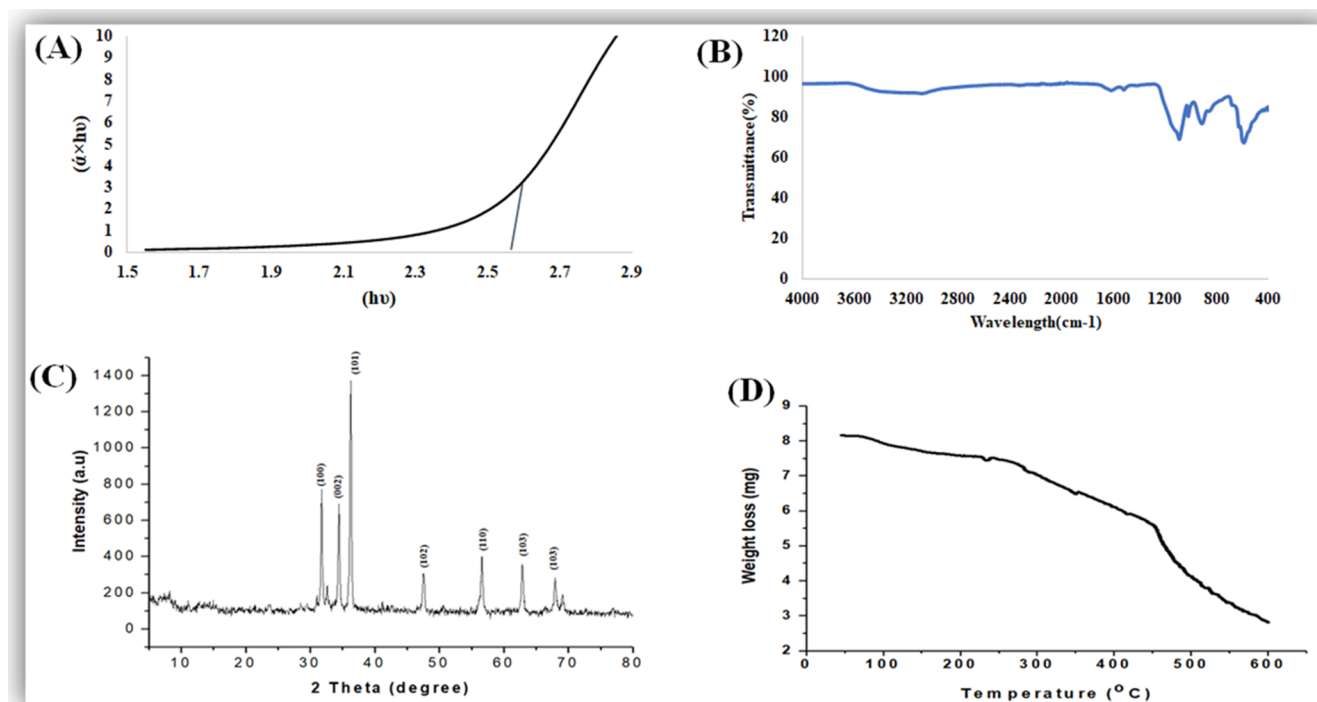 (A)
10
9
8
7
6
5
4
3
2
1
0
(ά×hυ)
1.5 1.7 1.9 2.1 2.3 2.5 2.7 2.9
(hυ)
(B)
120
100
80
60
40
20
0
Transmittance(%)
4000 3600 3200 2800 2400 2000 1600 1200 800 400
Wavelength(cm-1)
(C)
1400
1200
1000
800
600
400
200
0
Intensity (a.u)
(100)
(002)
(101)
(102)
(110)
(103)
(103)
10 20 30 40 50 60 70 80
2 Theta (degree)
(D)
9
8
7
6
5
4
3
2
Weight loss (mg)
0 100 200 300 400 500 600
Temperature (OC)